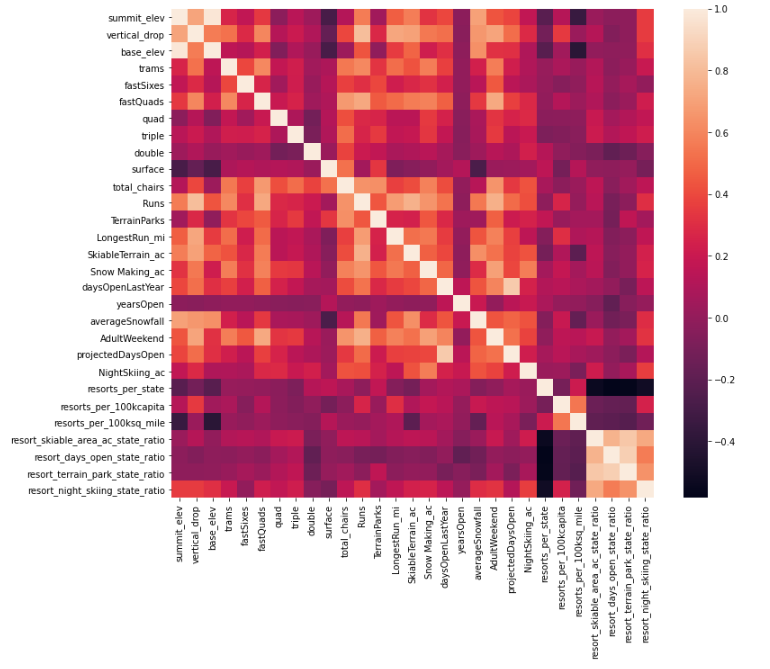 summit_elev
vertical_drop
base_elev
trams
fastSixes
fastQuads
quad
triple
double
surface
total_chairs
Runs
TerrainParks
LongestRun_mi
SkiableTerrain_ac
Snow Making_ac
daysOpenLastYear
yearsOpen
averageSnowfall
AdultWeekend
projectedDaysOpen
NightSkiing_ac
resorts_per_state
resorts_per_100kcapita
resorts_per_100ksq_mile
resort_skiable_area_ac_state_ratio
resort_days_open_state_ratio
resort_terrain_park_state_ratio
resort_night_skiing_state_ratio
summit_elev
vertical_drop
base_elev
trams
fastSixes
fastQuads
quad
triple
double
surface
total_chairs
Runs
TerrainParks
LongestRun_mi
SkiableTerrain_ac
Snow Making_ac
daysOpenLastYear
yearsOpen
averageSnowfall
AdultWeekend
projectedDaysOpen
NightSkiing_ac
resorts_per_state
resorts_per_100kcapita
resorts_per_100ksq_mile
resort_skiable_area_ac_state_ratio
resort_days_open_state_ratio
resort_terrain_park_state_ratio
resort_night_skiing_state_ratio
1.0
0.8
0.6
0.4
0.2
0.0
−0.2
−0.4